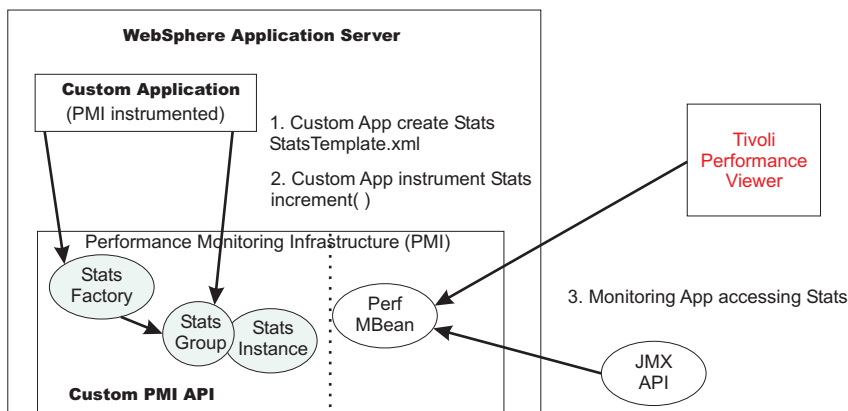 WebSphere Application Server
Custom Application
(PMI instrumented)
1. Custom App create Stats
StatsTemplate.xml
2. Custom App instrument Stats
increment( )
Tivoli
Performance
Viewer
Performance Monitoring Infrastructure (PMI)
Stats
Factory
Stats
Group
Stats
Instance
Perf
MBean
3. Monitoring App accessing Stats
JMX
API
Custom PMI API